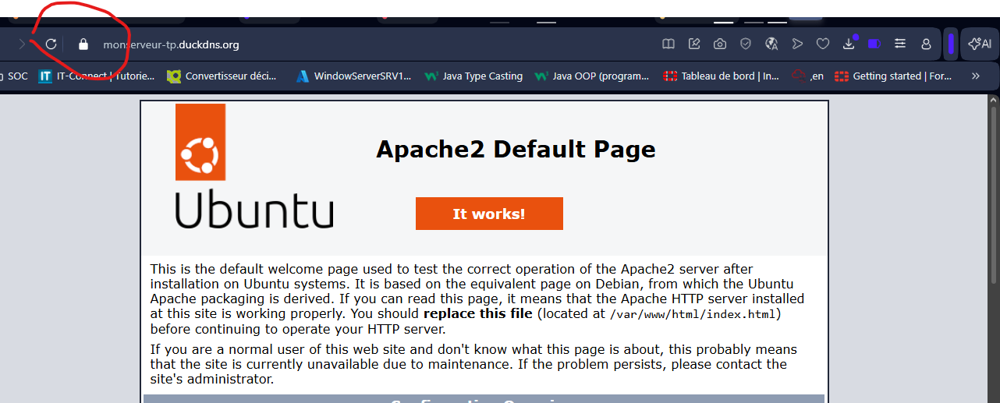 monserveur-tp.duckdns.org
AI
SOC IT IT-Connect | Tutorie... Convertisseur déci... WindowServerSRV1... Java Type Casting Java OOP (program... Tableau de bord | In... ,en Getting started | For...
Apache2 Default Page
Ubuntu
It works!
This is the default welcome page used to test the correct operation of the Apache2 server after
installation on Ubuntu systems. It is based on the equivalent page on Debian, from which the Ubuntu
Apache packaging is derived. If you can read this page, it means that the Apache HTTP server installed
at this site is working properly. You should replace this file (located at /var/www/html/index.html)
before continuing to operate your HTTP server.
If you are a normal user of this web site and don't know what this page is about, this probably means
that the site is currently unavailable due to maintenance. If the problem persists, please contact the
site's administrator.